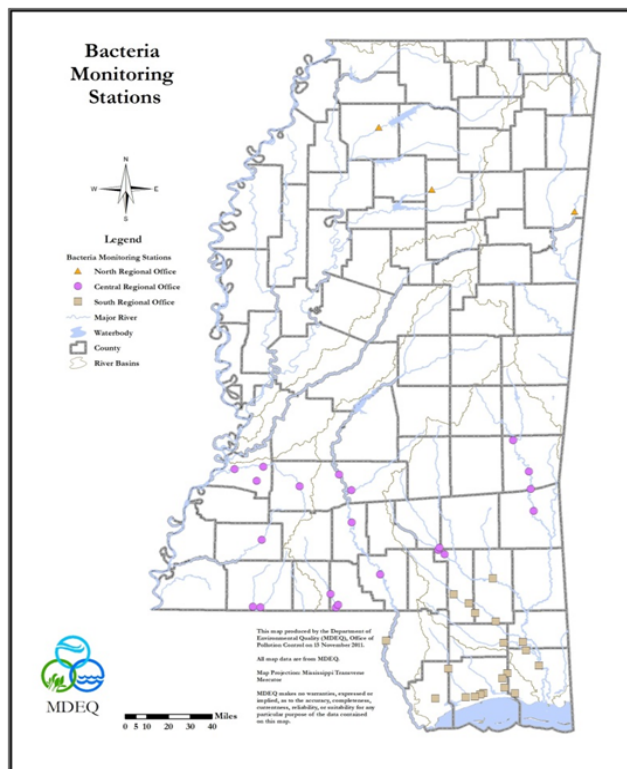 Bacteria
Monitoring
Stations
N
W
E
S
Legend
Bacteria Monitoring Stations
North Regional Office
Central Regional Office
South Regional Office
Major River
Waterbody
County
River Basins
This map produced by the Department of
Environmental Quality (MDEQ), Office of
Pollution Control on 15 November 2011.
All map data are from MDEQ.
Map Projection: Mississippi Transverse
Mercator
MDEQ makes no warranties, expressed or
implied, as to the accuracy, completeness,
correctness, reliability, or suitability for any
particular purpose of the data contained
on this map.
MDEQ
Miles
0 5 10 20 30 40